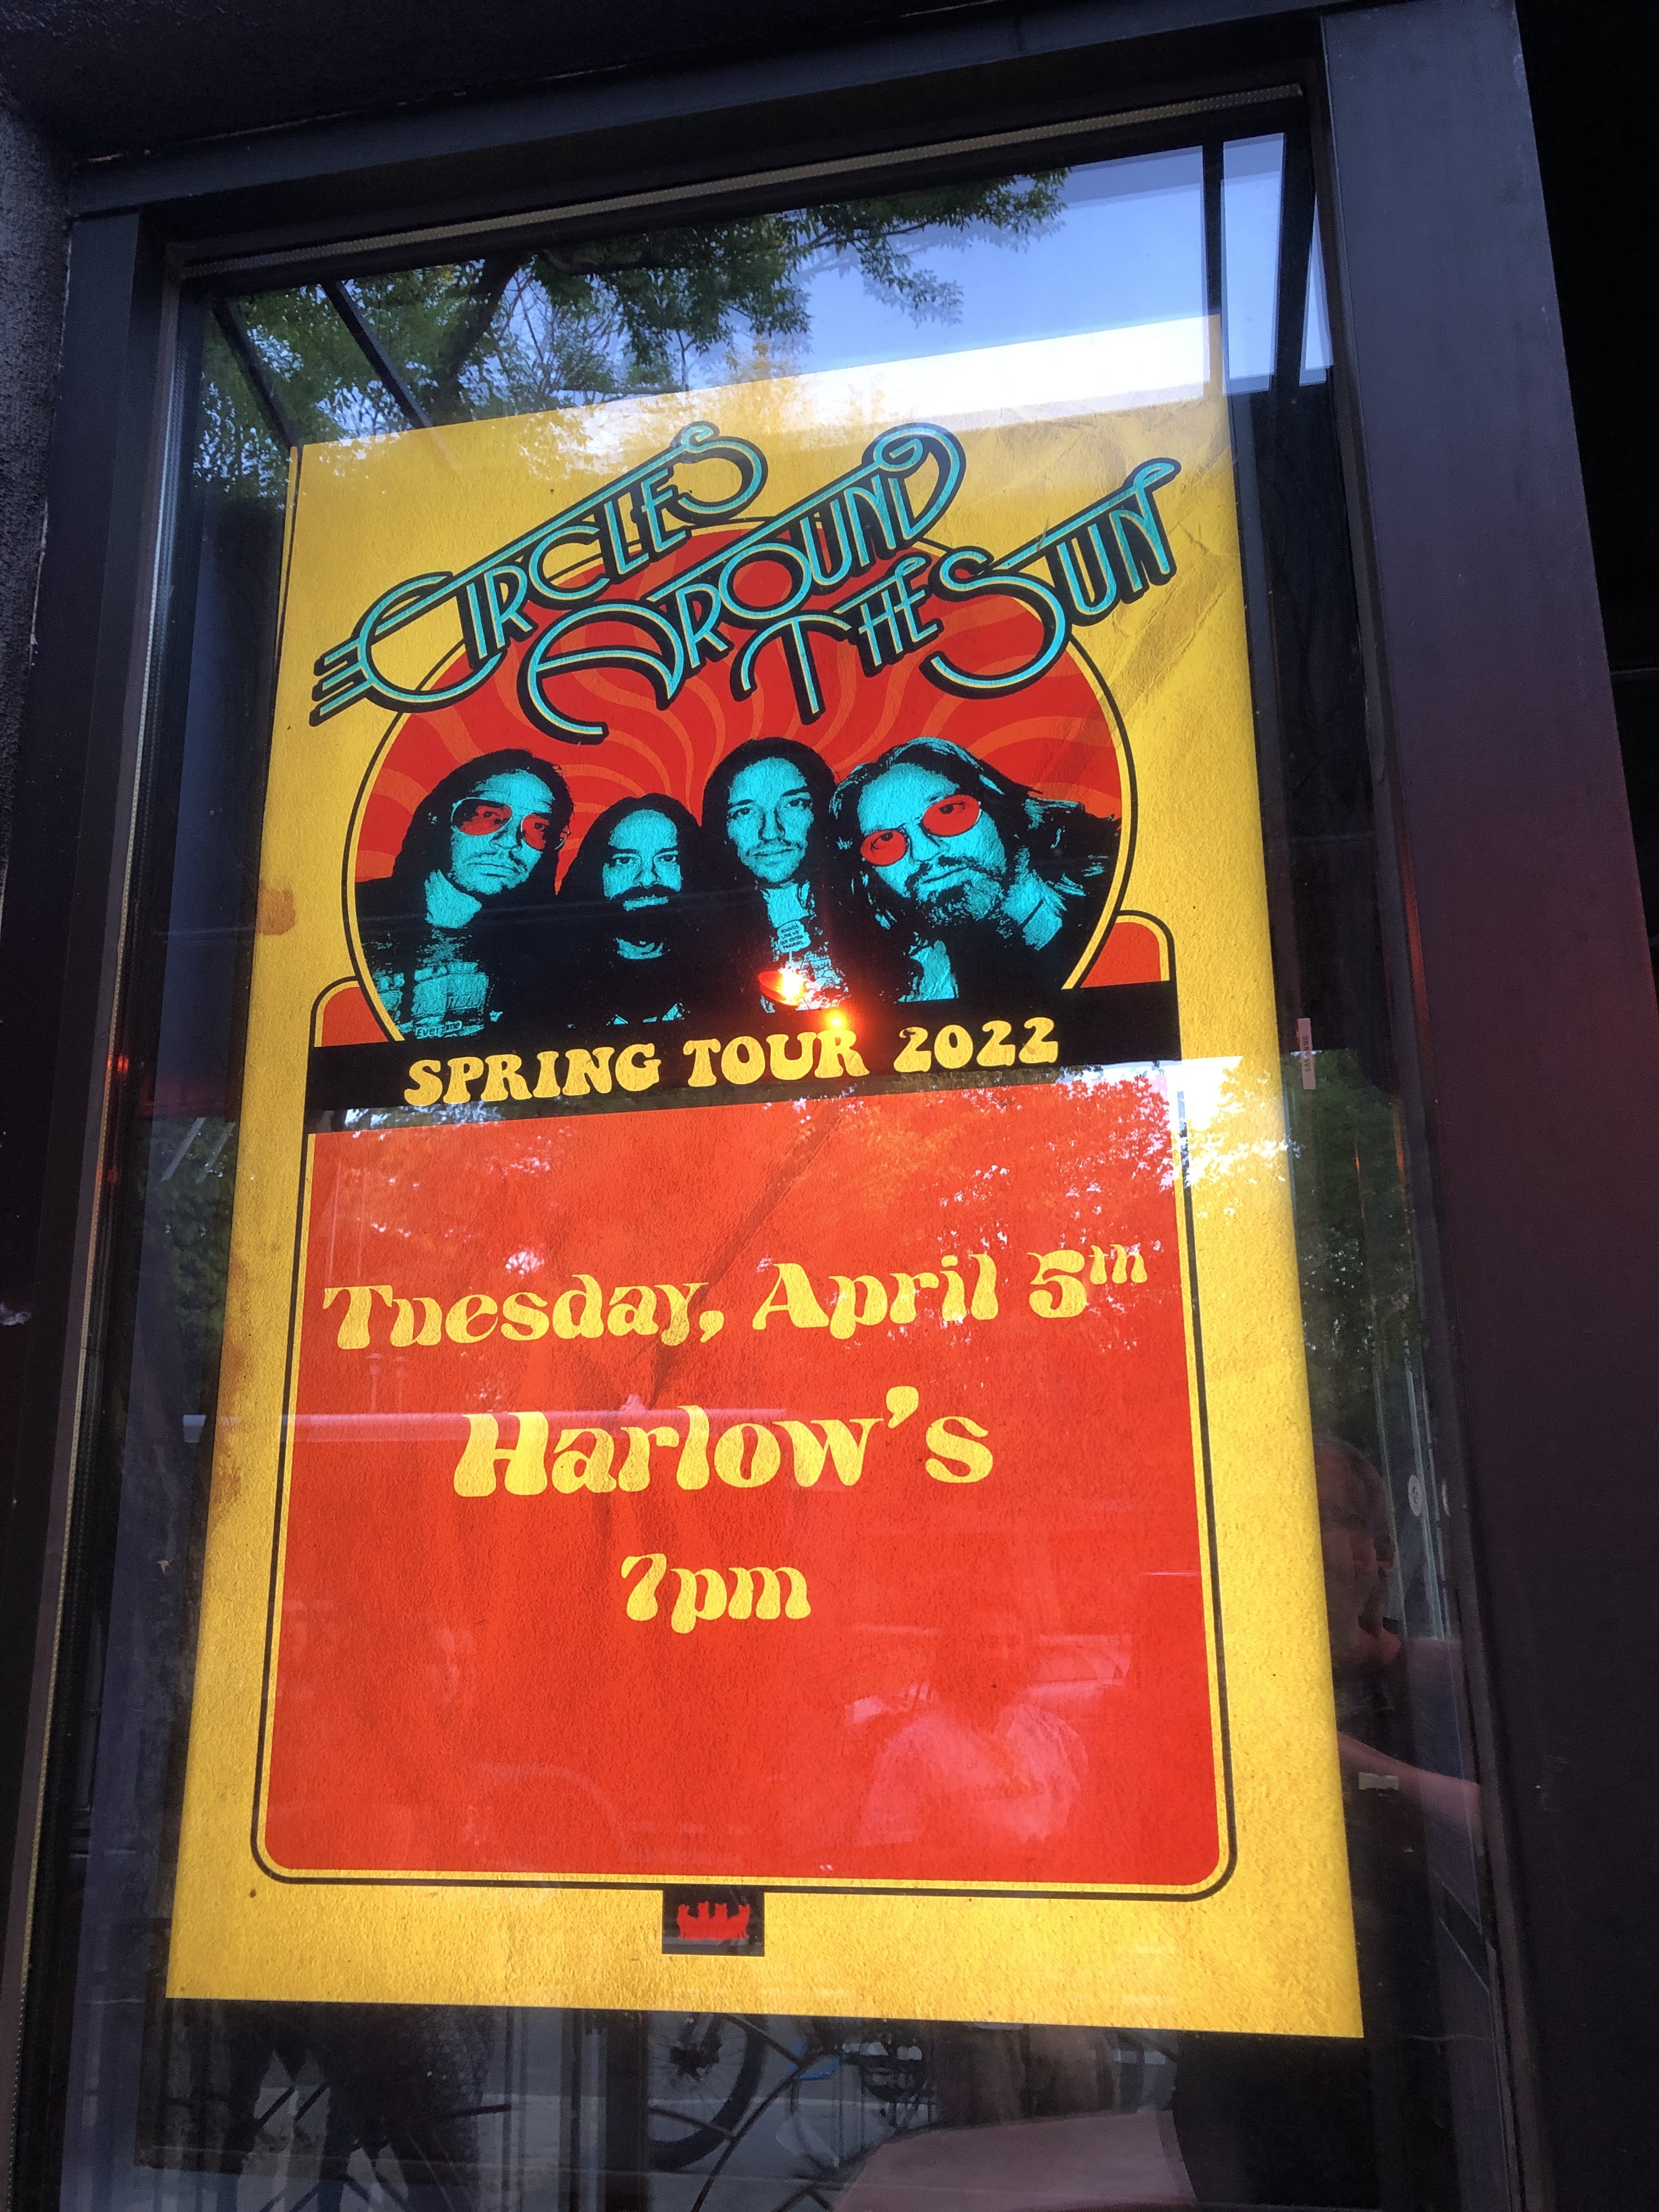 CIRCLES
AROUND
THE SUN
SPRING TOUR 2022
Tuesday, April 5th
Harlow's
7pm